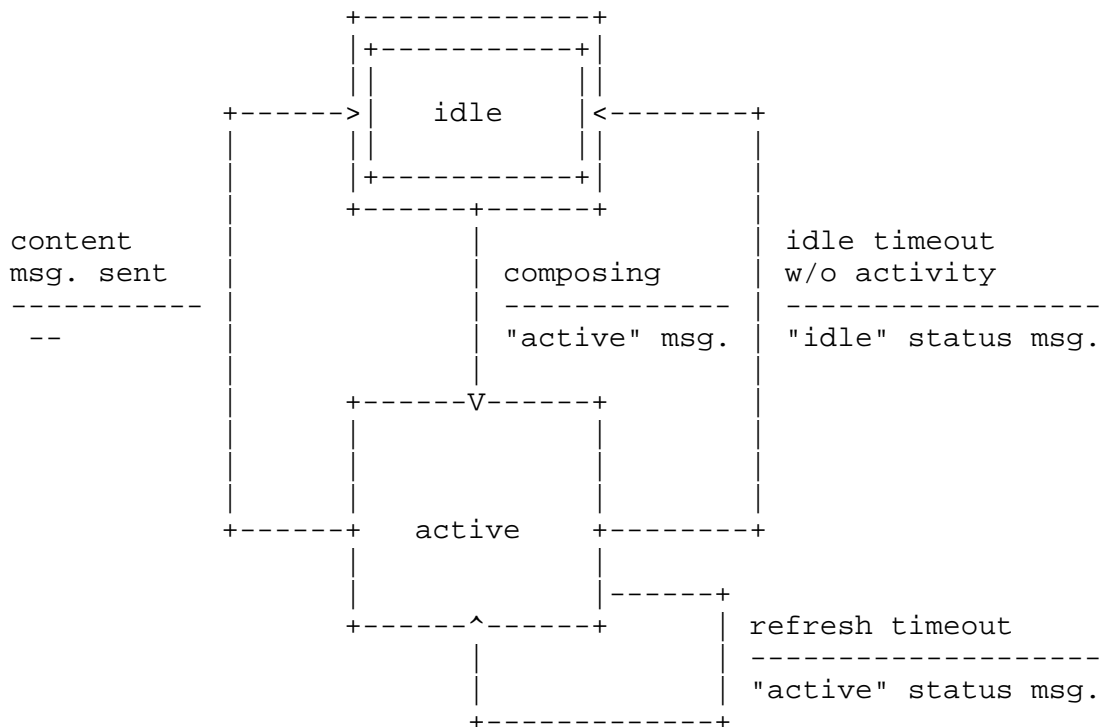 idle
content
msg. sent
-----------
--
composing
-------------
"active" msg.
idle timeout
w/o activity
------------------
"idle" status msg.
active
refresh timeout
--------------------
"active" status msg.